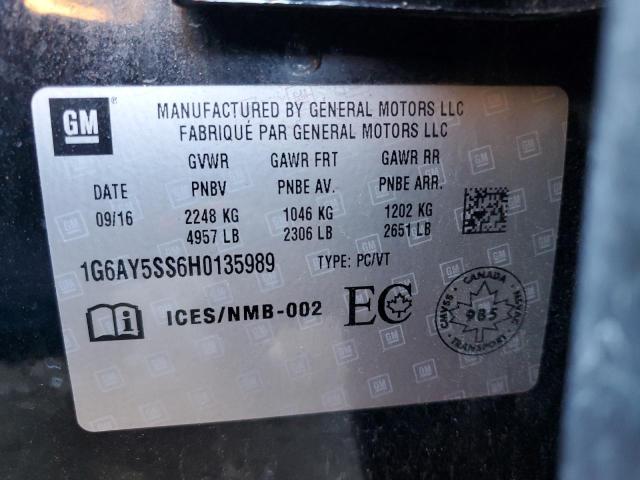 GM ®
MANUFACTURED BY GENERAL MOTORS LLC
FABRIQUÉ PAR GENERAL MOTORS LLC
GVWR GAWR FRT GAWR RR
DATE PNBV PNBE AV. PNBE ARR.
09/16 2248 KG 1046 KG 1202 KG
4957 LB 2306 LB 2651 LB
1G6AY5SS6H0135989 TYPE: PC/VT
i ICES/NMB-002 EC
CANADA
CMVSS 985 NSVAC
TRANSPORT